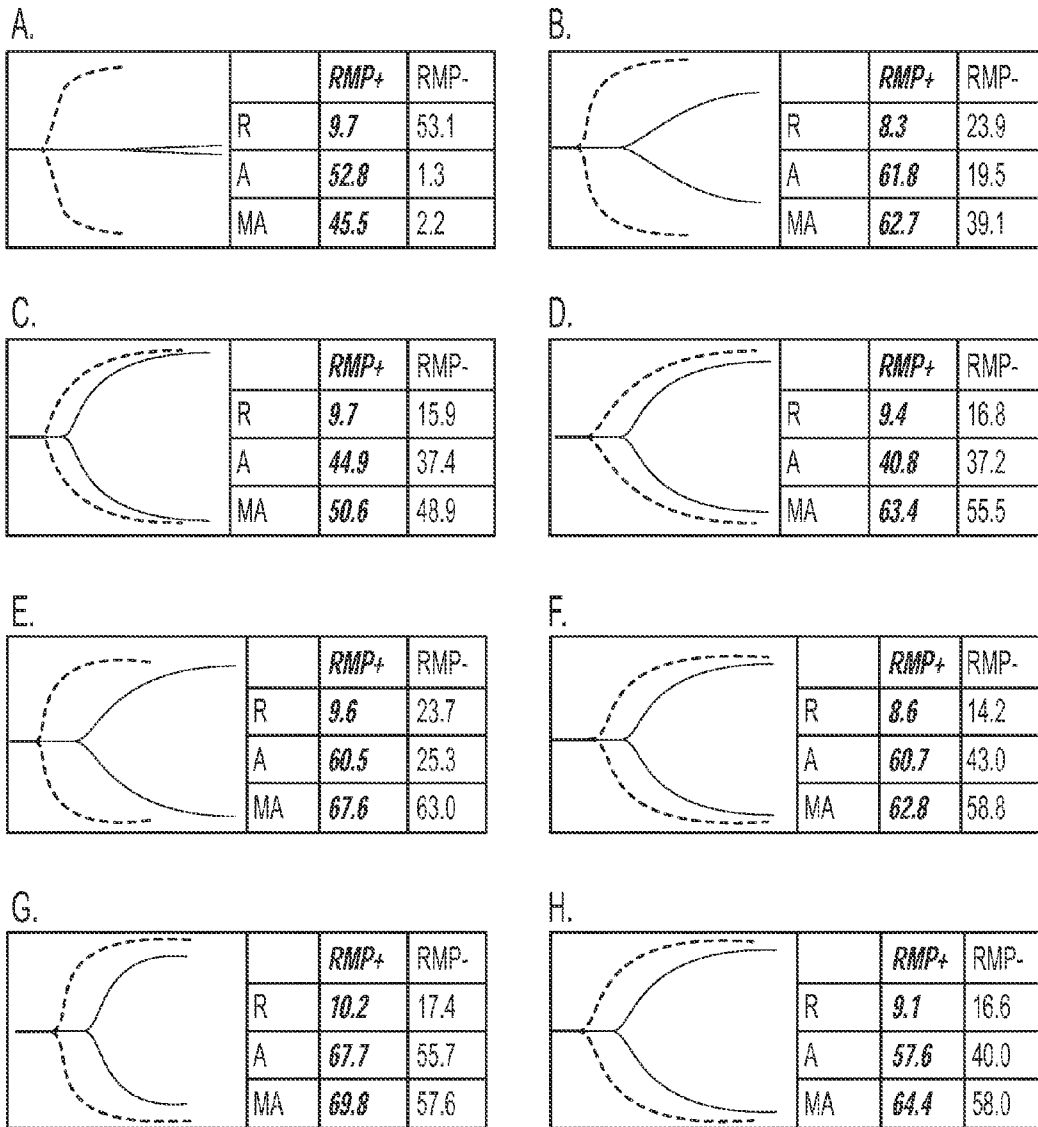 A.
RMP+ RMP-
R 9.7 53.1
A 52.8 1.3
MA 45.5 2.2
B.
RMP+ RMP-
R 8.3 23.9
A 61.8 19.5
MA 62.7 39.1
C.
RMP+ RMP-
R 9.7 15.9
A 44.9 37.4
MA 50.6 48.9
D.
RMP+ RMP-
R 9.4 16.8
A 40.8 37.2
MA 63.4 55.5
E.
RMP+ RMP-
R 9.6 23.7
A 60.5 25.3
MA 67.6 63.0
F.
RMP+ RMP-
R 8.6 14.2
A 60.7 43.0
MA 62.8 58.8
G.
RMP+ RMP-
R 10.2 17.4
A 67.7 55.7
MA 69.8 57.6
H.
RMP+ RMP-
R 9.1 16.6
A 57.6 40.0
MA 64.4 58.0